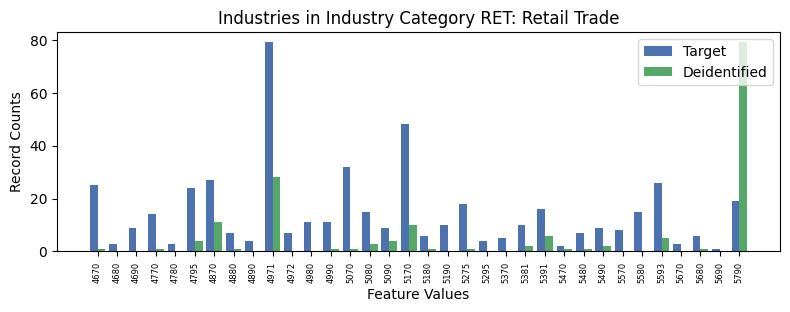 Industries in Industry Category RET: Retail Trade
Record Counts
80
60
40
20
0
Target
Deidentified
4670 4680 4690 4770 4780 4795 4870 4880 4890 4971 4972 4980 4990 5070 5080 5090 5170 5180 5190 5275 5295 5370 5381 5391 5470 5480 5490 5570 5580 5593 5670 5680 5690 5790
Feature Values